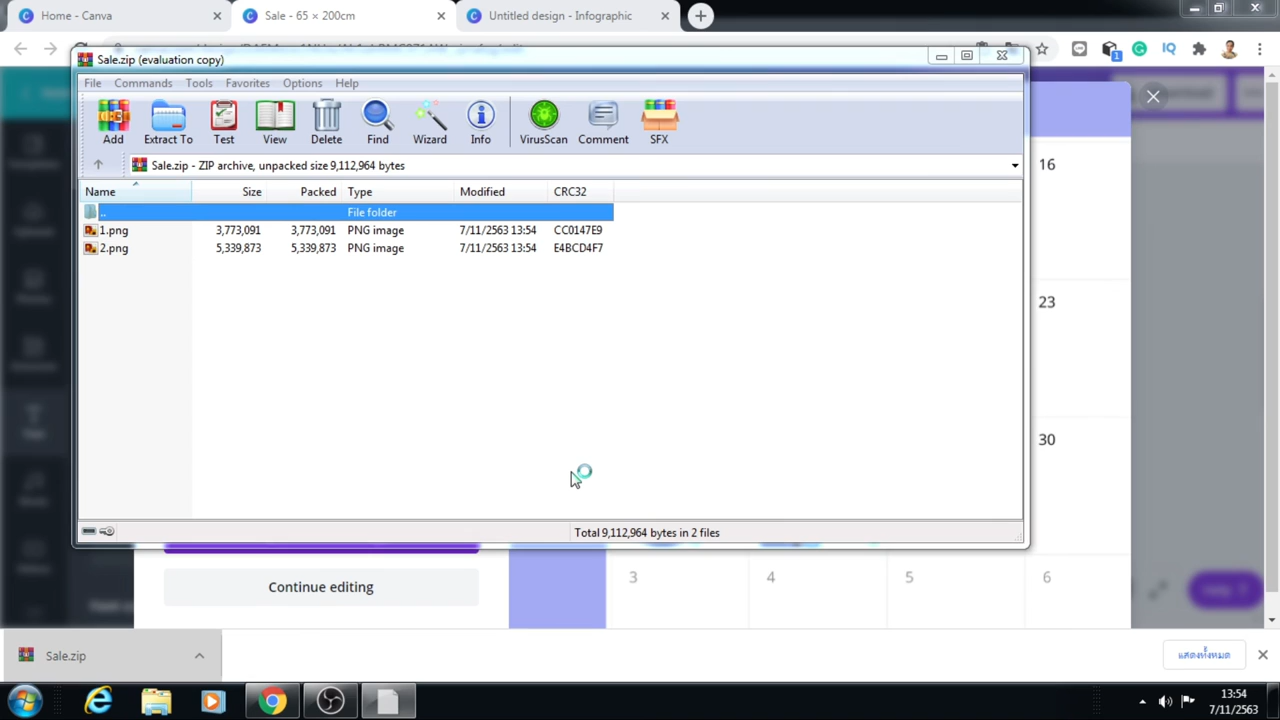 Home - Canva
Sale - 65 × 200cm
Untitled design - Infographic
IQ
1
Sale.zip (evaluation copy)
File Commands Tools Favorites Options Help
Add Extract To Test View Delete Find Wizard Info VirusScan Comment SFX
Sale.zip - ZIP archive, unpacked size 9,112,964 bytes
Name Size Packed Type Modified CRC32
.. File folder
1.png 3,773,091 3,773,091 PNG image 7/11/2563 13:54 CC0147E9
2.png 5,339,873 5,339,873 PNG image 7/11/2563 13:54 E4BCD4F7
Total 9,112,964 bytes in 2 files
16
23
30
Continue editing
3 4 5 6
Sale.zip
แสดงทั้งหมด
13:54
7/11/2563